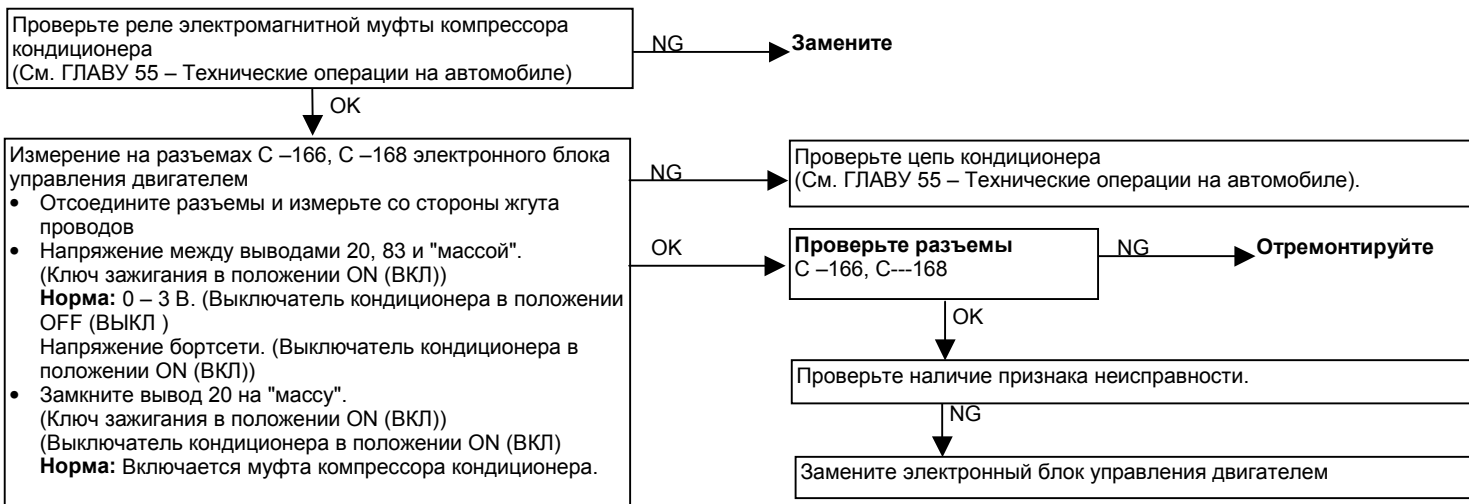 Проверьте реле электромагнитной муфты компрессора
кондиционера
(См. ГЛАВУ 55 – Технические операции на автомобиле)
NG
Замените
OK
Измерение на разъемах С –166, С –168 электронного блока
управления двигателем
• Отсоедините разъемы и измерьте со стороны жгута
проводов
• Напряжение между выводами 20, 83 и "массой".
(Ключ зажигания в положении ON (ВКЛ))
Норма: 0 – 3 В. (Выключатель кондиционера в положении
OFF (ВЫКЛ )
Напряжение бортсети. (Выключатель кондиционера в
положении ON (ВКЛ))
• Замкните вывод 20 на "массу".
(Ключ зажигания в положении ON (ВКЛ))
(Выключатель кондиционера в положении ON (ВКЛ)
Норма: Включается муфта компрессора кондиционера.
NG
Проверьте цепь кондиционера
(См. ГЛАВУ 55 – Технические операции на автомобиле).
OK
Проверьте разъемы
С –166, С---168
NG
Отремонтируйте
OK
Проверьте наличие признака неисправности.
NG
Замените электронный блок управления двигателем